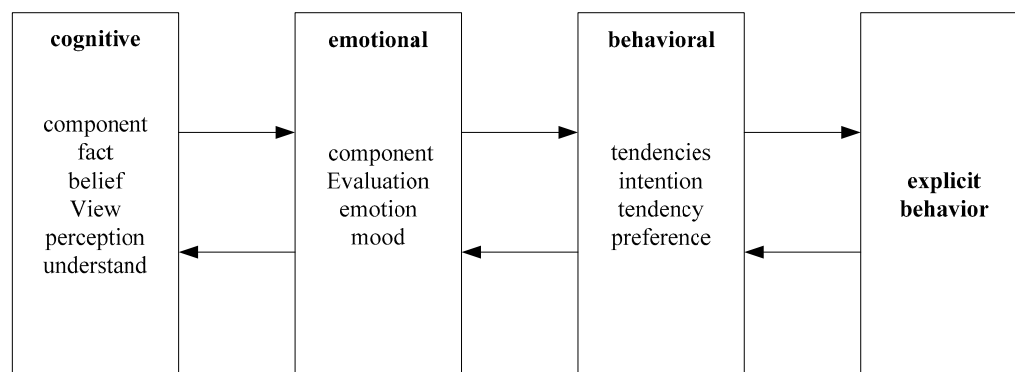 cognitive
component
fact
belief
View
perception
understand
emotional
component
Evaluation
emotion
mood
behavioral
tendencies
intention
tendency
preference
explicit
behavior